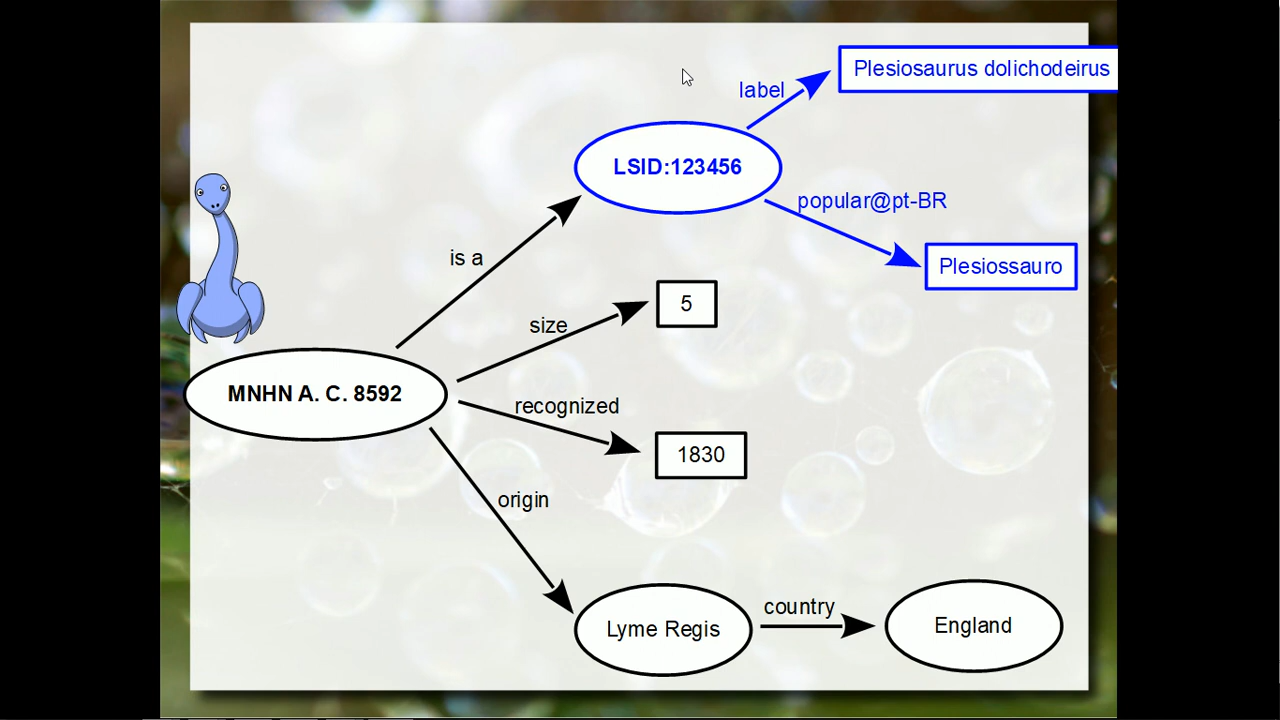 Plesiosaurus dolichodeirus
label
LSID:123456
popular@pt-BR
Plesiossauro
is a
5
size
MNHN A. C. 8592
recognized
1830
origin
Lyme Regis
country
England